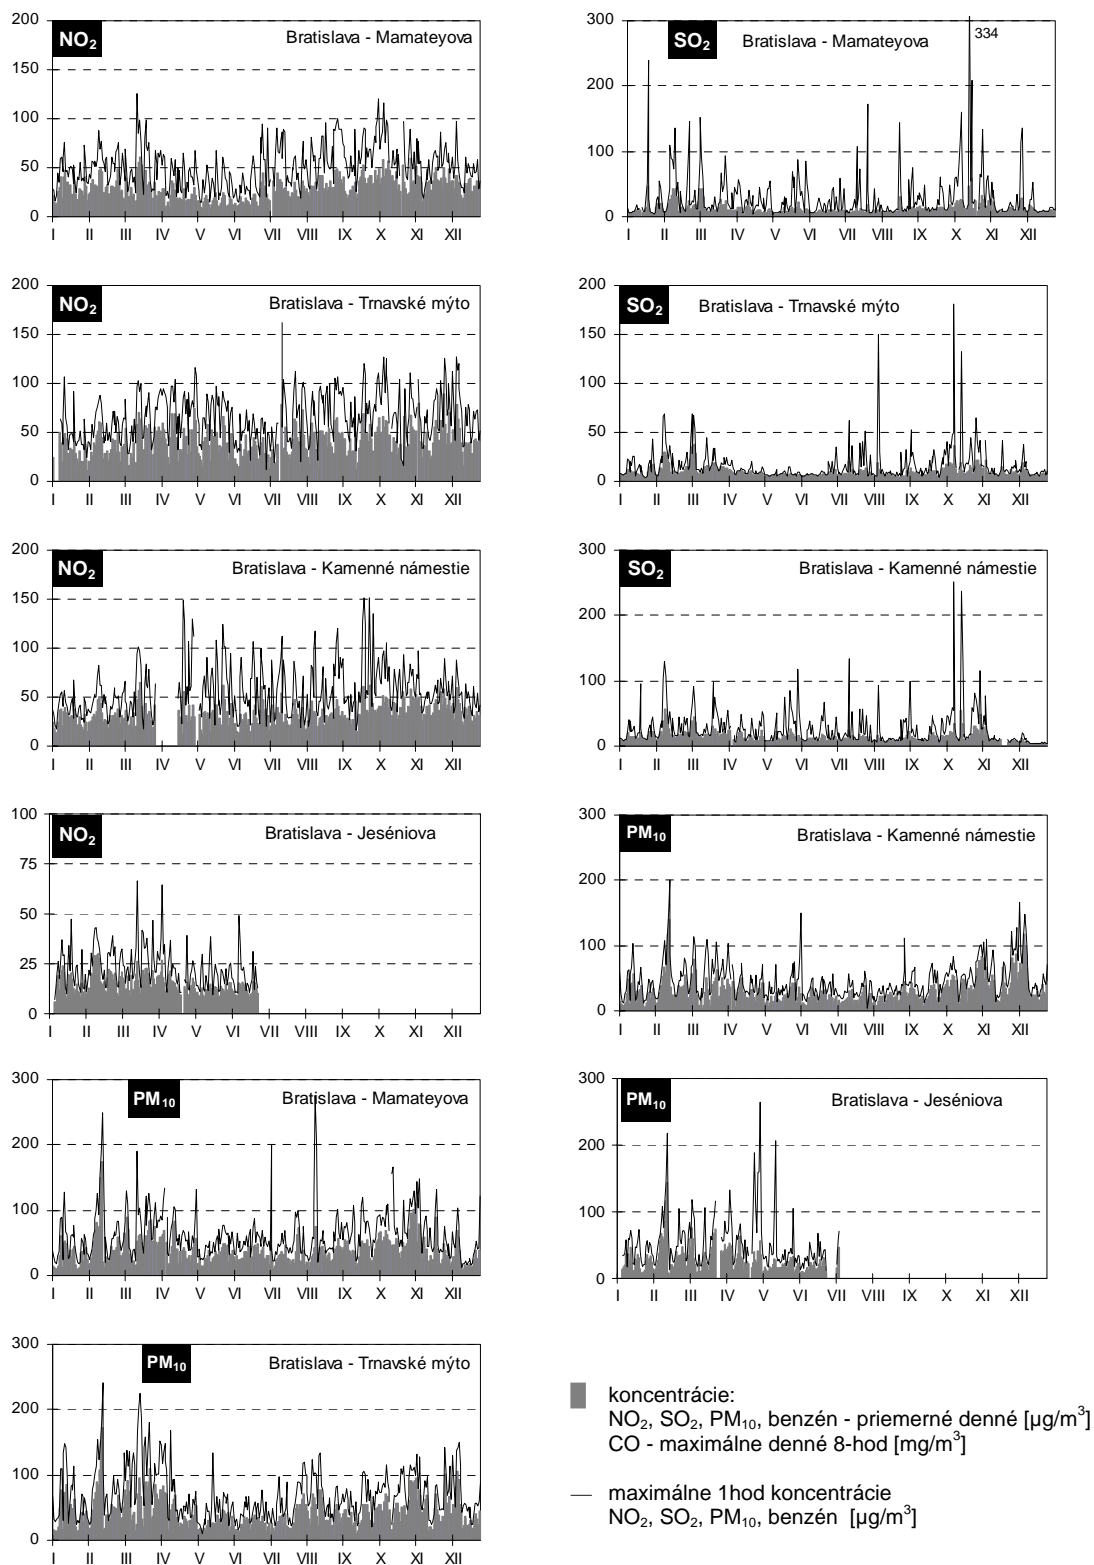 NO₂ Bratislava - Mamateyova
200
150
100
50
0
I II III IV V VI VII VIII IX X XI XII
SO₂ Bratislava - Mamateyova
334
300
200
100
0
I II III IV V VI VII VIII IX X XI XII
NO₂ Bratislava - Trnavské mýto
200
150
100
50
0
I II III IV V VI VII VIII IX X XI XII
SO₂ Bratislava - Trnavské mýto
200
150
100
50
0
I II III IV V VI VII VIII IX X XI XII
NO₂ Bratislava - Kamenné námestie
200
150
100
50
0
I II III IV V VI VII VIII IX X XI XII
SO₂ Bratislava - Kamenné námestie
300
200
100
0
I II III IV V VI VII VIII IX X XI XII
NO₂ Bratislava - Jeséniova
100
75
50
25
0
I II III IV V VI VII VIII IX X XI XII
PM₁₀ Bratislava - Kamenné námestie
300
200
100
0
I II III IV V VI VII VIII IX X XI XII
PM₁₀ Bratislava - Mamateyova
300
200
100
0
I II III IV V VI VII VIII IX X XI XII
PM₁₀ Bratislava - Jeséniova
300
200
100
0
I II III IV V VI VII VIII IX X XI XII
PM₁₀ Bratislava - Trnavské mýto
300
200
100
0
I II III IV V VI VII VIII IX X XI XII
koncentrácie:
NO₂, SO₂, PM₁₀, benzén - priemerné denné [µg/m³]
CO - maximálne denné 8-hod [mg/m³]
maximálne 1hod koncentrácie
NO₂, SO₂, PM₁₀, benzén [µg/m³]